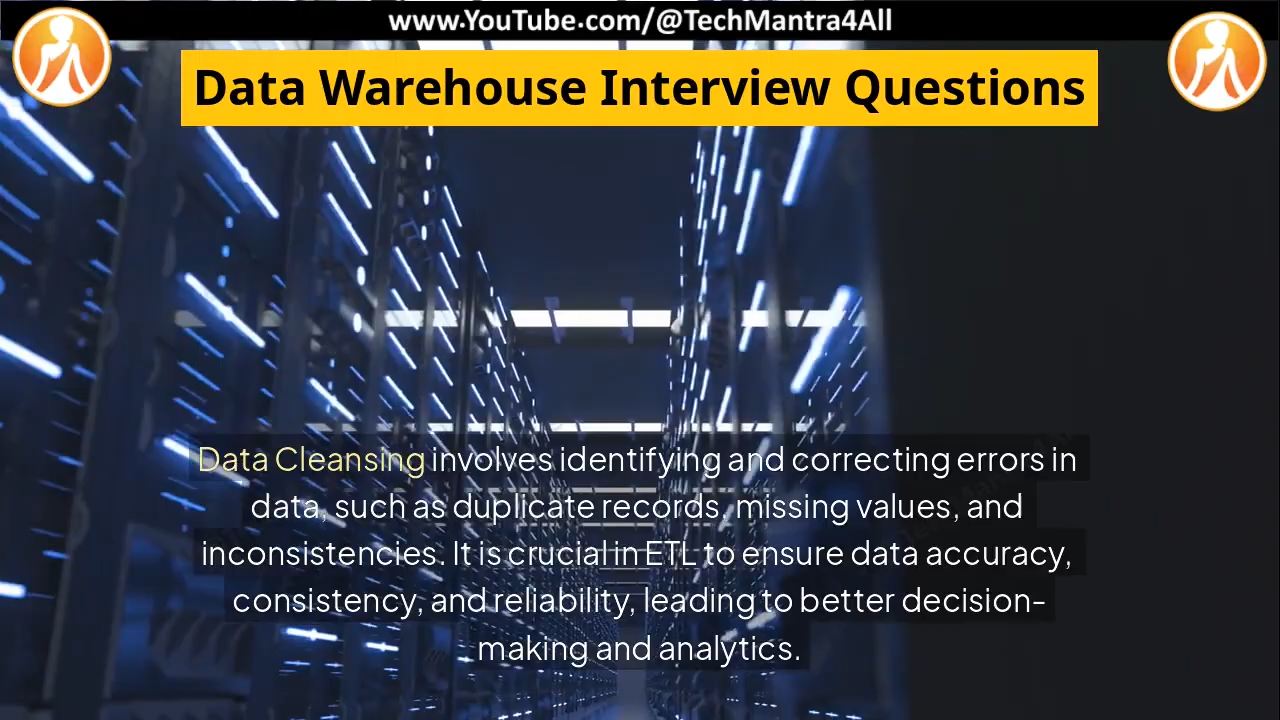 www.YouTube.com/@TechMantra4All
Data Warehouse Interview Questions
Data Cleansing involves identifying and correcting errors in
data, such as duplicate records, missing values, and
inconsistencies. It is crucial in ETL to ensure data accuracy,
consistency, and reliability, leading to better decision-
making and analytics.